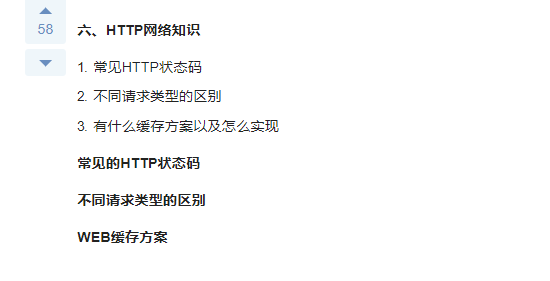 58
六、HTTP网络知识
1. 常见HTTP状态码
2. 不同请求类型的区别
3. 有什么缓存方案以及怎么实现
常见的HTTP状态码
不同请求类型的区别
WEB缓存方案